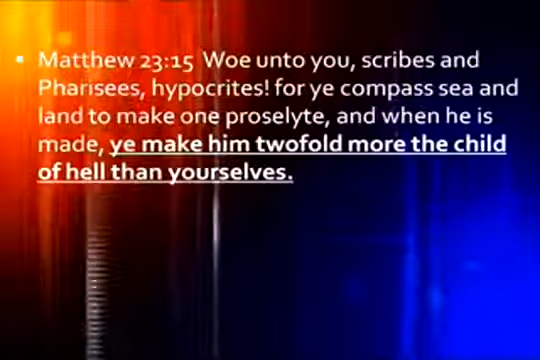 • Matthew 23:15 Woe unto you, scribes and
Pharisees, hypocrites! for ye compass sea and
land to make one proselyte, and when he is
made, ye make him twofold more the child
of hell than yourselves.